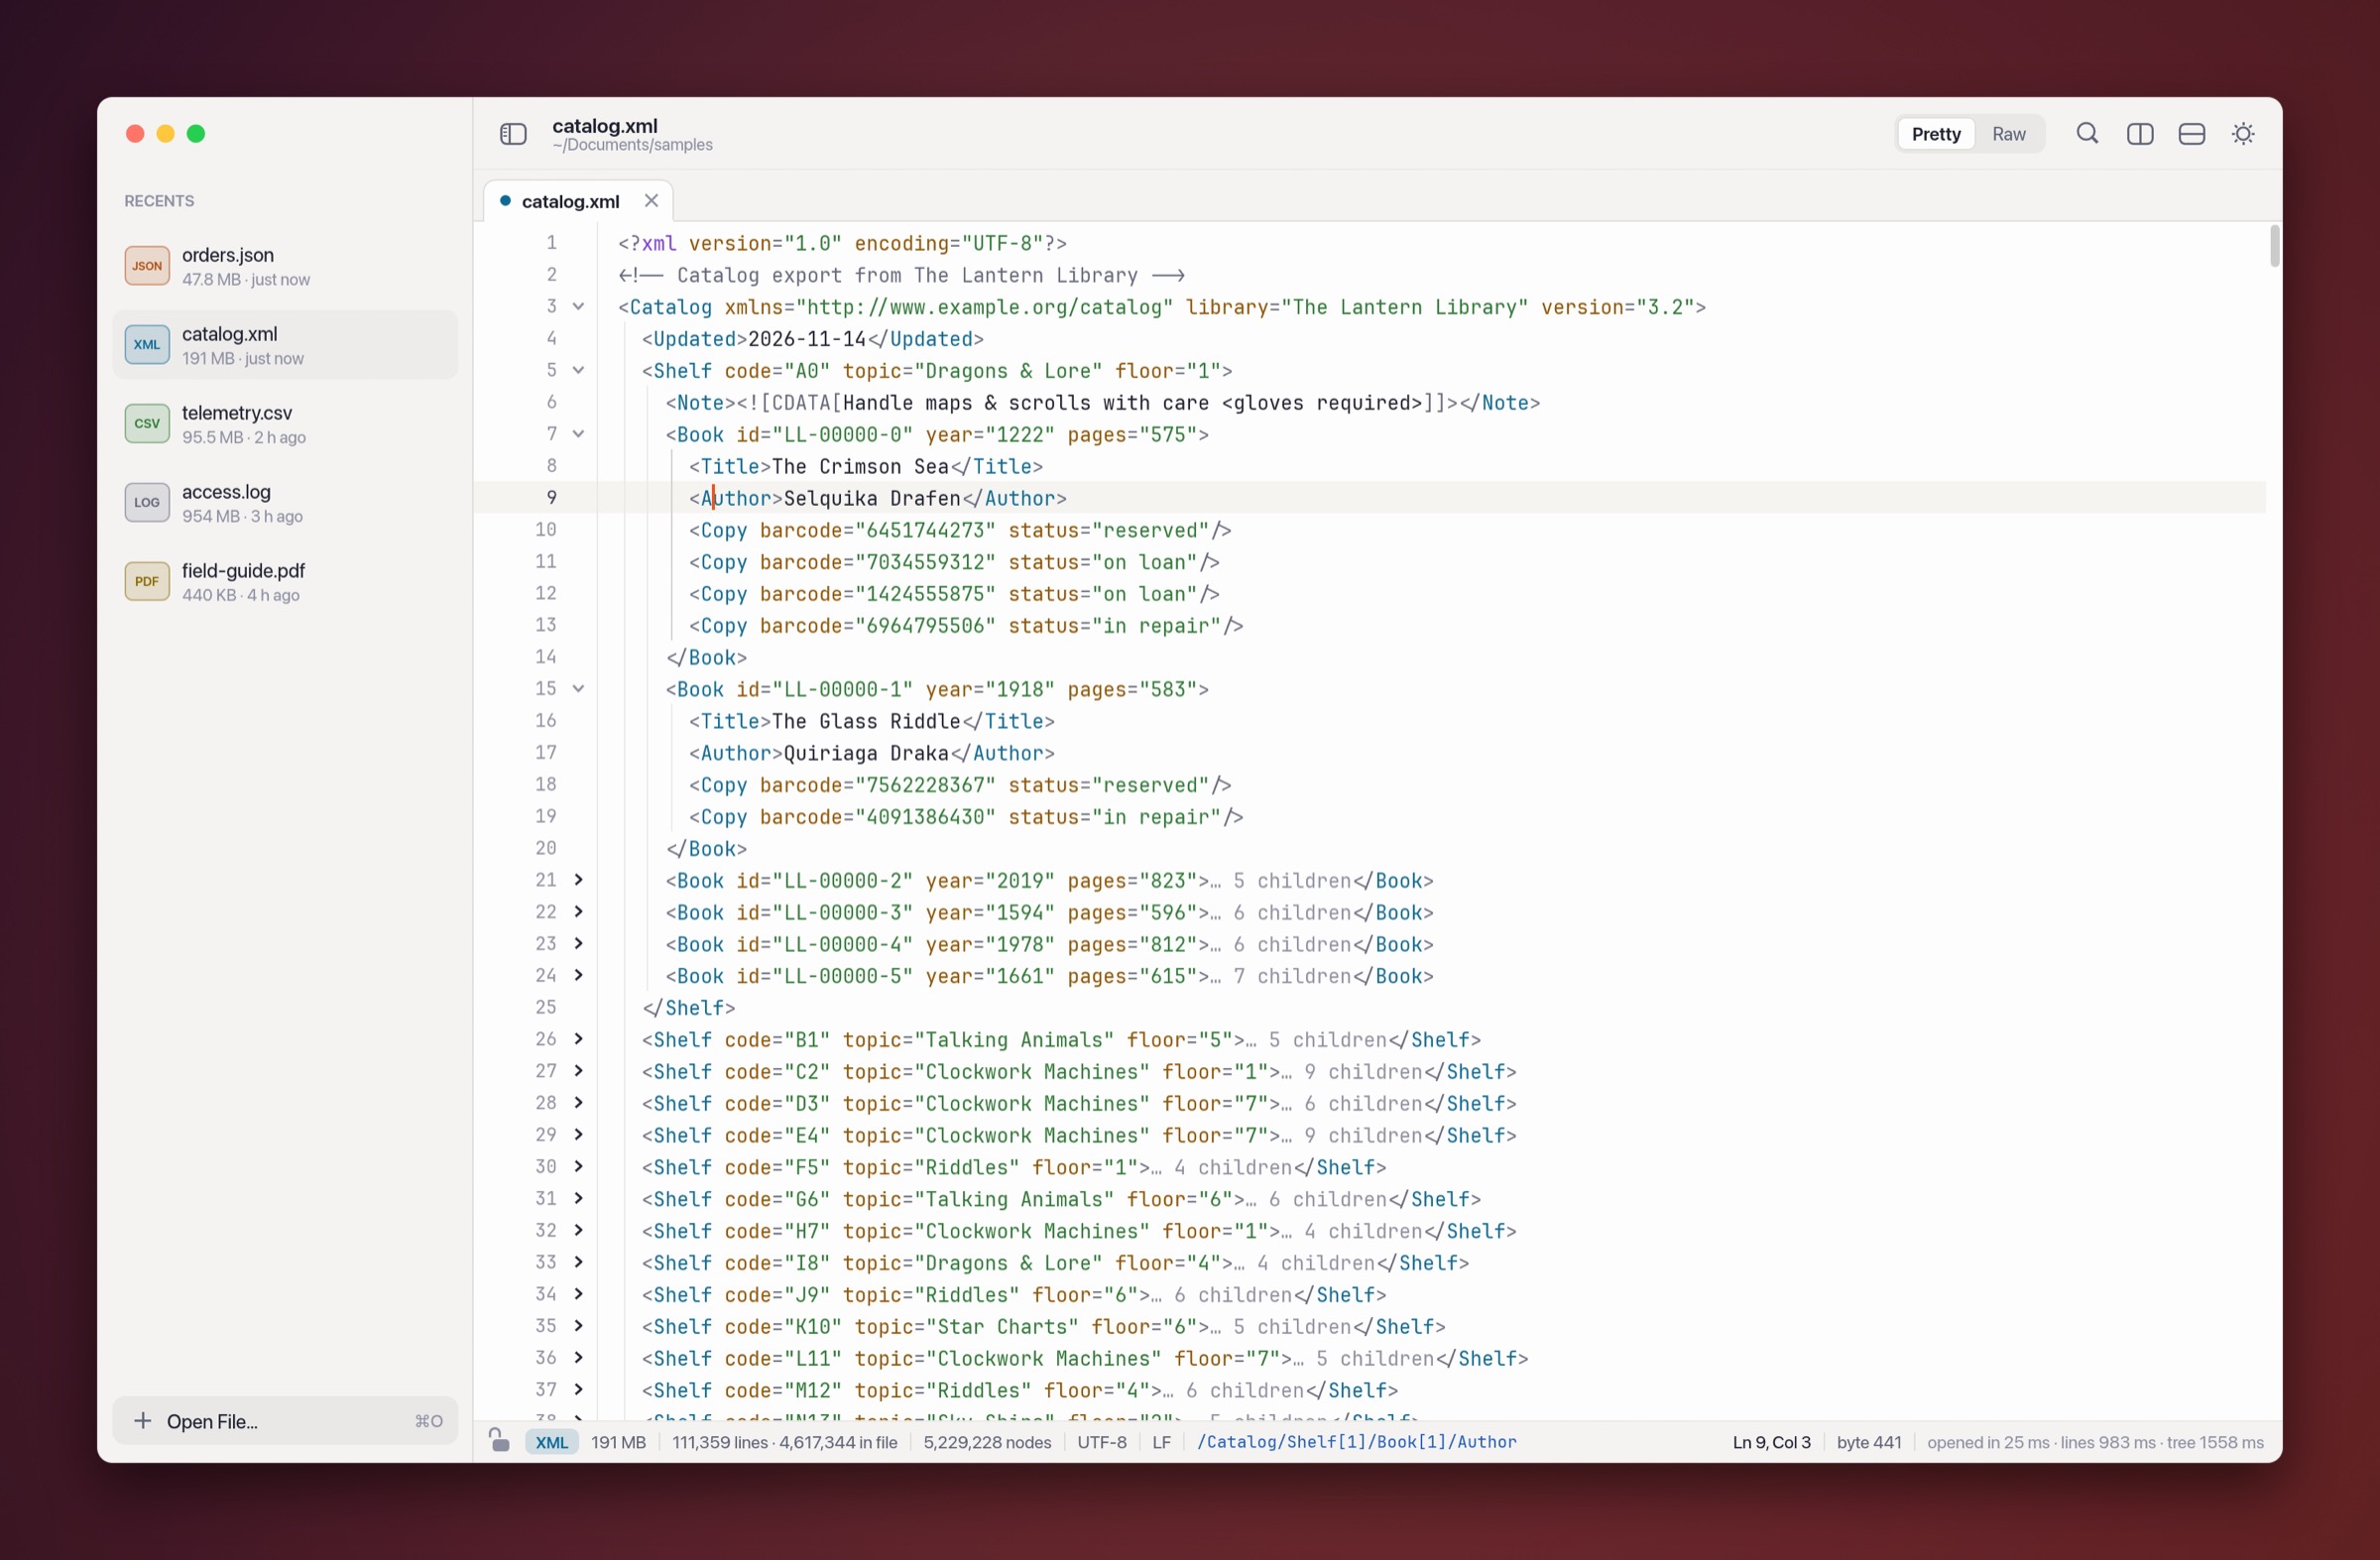 RECENTS
JSON
orders.json
47.8 MB · just now
XML
catalog.xml
191 MB · just now
CSV
telemetry.csv
95.5 MB · 2 h ago
LOG
access.log
954 MB · 3 h ago
PDF
field-guide.pdf
440 KB · 4 h ago
Open File... ⌘O
catalog.xml
~/Documents/samples
Pretty Raw
catalog.xml
1 <?xml version="1.0" encoding="UTF-8"?>
2 <!-- Catalog export from The Lantern Library -->
3 <Catalog xmlns="http://www.example.org/catalog" library="The Lantern Library" version="3.2">
4 <Updated>2026-11-14</Updated>
5 <Shelf code="A0" topic="Dragons & Lore" floor="1">
6 <Note><![CDATA[Handle maps & scrolls with care <gloves required>]]></Note>
7 <Book id="LL-00000-0" year="1222" pages="575">
8 <Title>The Crimson Sea</Title>
9 <Author>Selquika Drafen</Author>
10 <Copy barcode="6451744273" status="reserved"/>
11 <Copy barcode="7034559312" status="on loan"/>
12 <Copy barcode="1424555875" status="on loan"/>
13 <Copy barcode="6964795506" status="in repair"/>
14 </Book>
15 <Book id="LL-00000-1" year="1918" pages="583">
16 <Title>The Glass Riddle</Title>
17 <Author>Quiriaga Draka</Author>
18 <Copy barcode="7562228367" status="reserved"/>
19 <Copy barcode="4091386430" status="in repair"/>
20 </Book>
21 <Book id="LL-00000-2" year="2019" pages="823">… 5 children</Book>
22 <Book id="LL-00000-3" year="1594" pages="596">… 6 children</Book>
23 <Book id="LL-00000-4" year="1978" pages="812">… 6 children</Book>
24 <Book id="LL-00000-5" year="1661" pages="615">… 7 children</Book>
25 </Shelf>
26 <Shelf code="B1" topic="Talking Animals" floor="5">… 5 children</Shelf>
27 <Shelf code="C2" topic="Clockwork Machines" floor="1">… 9 children</Shelf>
28 <Shelf code="D3" topic="Clockwork Machines" floor="7">… 6 children</Shelf>
29 <Shelf code="E4" topic="Clockwork Machines" floor="7">… 9 children</Shelf>
30 <Shelf code="F5" topic="Riddles" floor="1">… 4 children</Shelf>
31 <Shelf code="G6" topic="Talking Animals" floor="6">… 6 children</Shelf>
32 <Shelf code="H7" topic="Clockwork Machines" floor="1">… 4 children</Shelf>
33 <Shelf code="I8" topic="Dragons & Lore" floor="4">… 4 children</Shelf>
34 <Shelf code="J9" topic="Riddles" floor="6">… 6 children</Shelf>
35 <Shelf code="K10" topic="Star Charts" floor="6">… 5 children</Shelf>
36 <Shelf code="L11" topic="Clockwork Machines" floor="7">… 5 children</Shelf>
37 <Shelf code="M12" topic="Riddles" floor="4">… 6 children</Shelf>
XML 191 MB 111,359 lines · 4,617,344 in file 5,229,228 nodes UTF-8 LF /Catalog/Shelf[1]/Book[1]/Author Ln 9, Col 3 byte 441 opened in 25 ms · lines 983 ms · tree 1558 ms